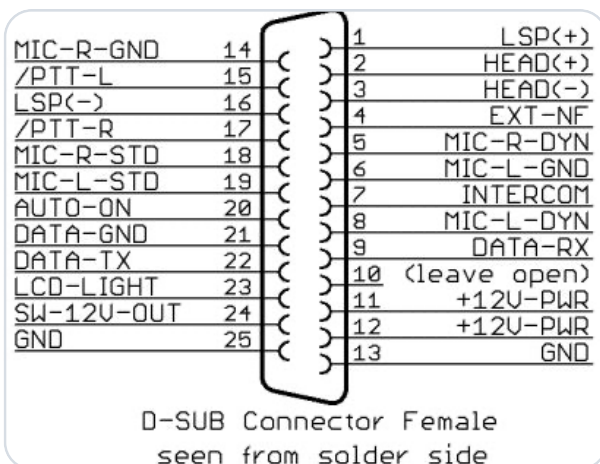 MIC-R-GND 14
/PTT-L 15
LSP(-) 16
/PTT-R 17
MIC-R-STD 18
MIC-L-STD 19
AUTO-ON 20
DATA-GND 21
DATA-TX 22
LCD-LIGHT 23
SW-12V-OUT 24
GND 25
1 LSP(+)
2 HEAD(+)
3 HEAD(-)
4 EXT-NF
5 MIC-R-DYN
6 MIC-L-GND
7 INTERCOM
8 MIC-L-DYN
9 DATA-RX
10 (leave open)
11 +12V-PWR
12 +12V-PWR
13 GND
D-SUB Connector Female
seen from solder side